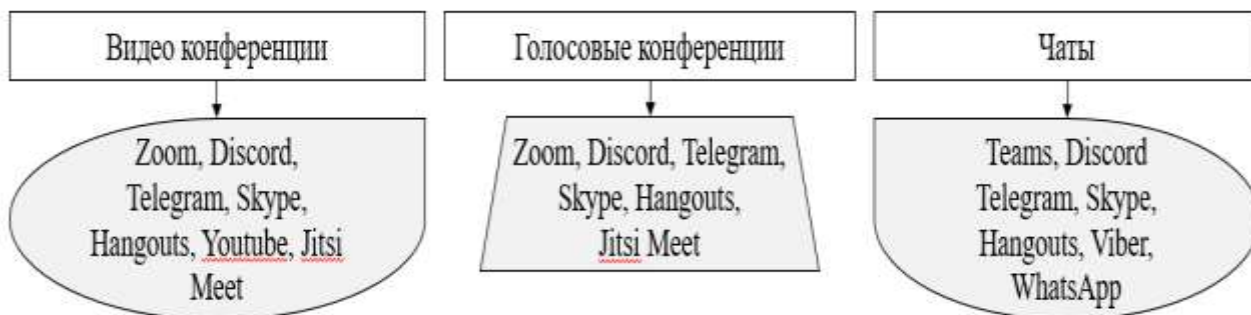 Видео конференции
Zoom, Discord,
Telegram, Skype,
Hangouts, Youtube, Jitsi
Meet
Голосовые конференции
Zoom, Discord, Telegram,
Skype, Hangouts,
Jitsi Meet
Чаты
Teams, Discord
Telegram, Skype,
Hangouts, Viber,
WhatsApp